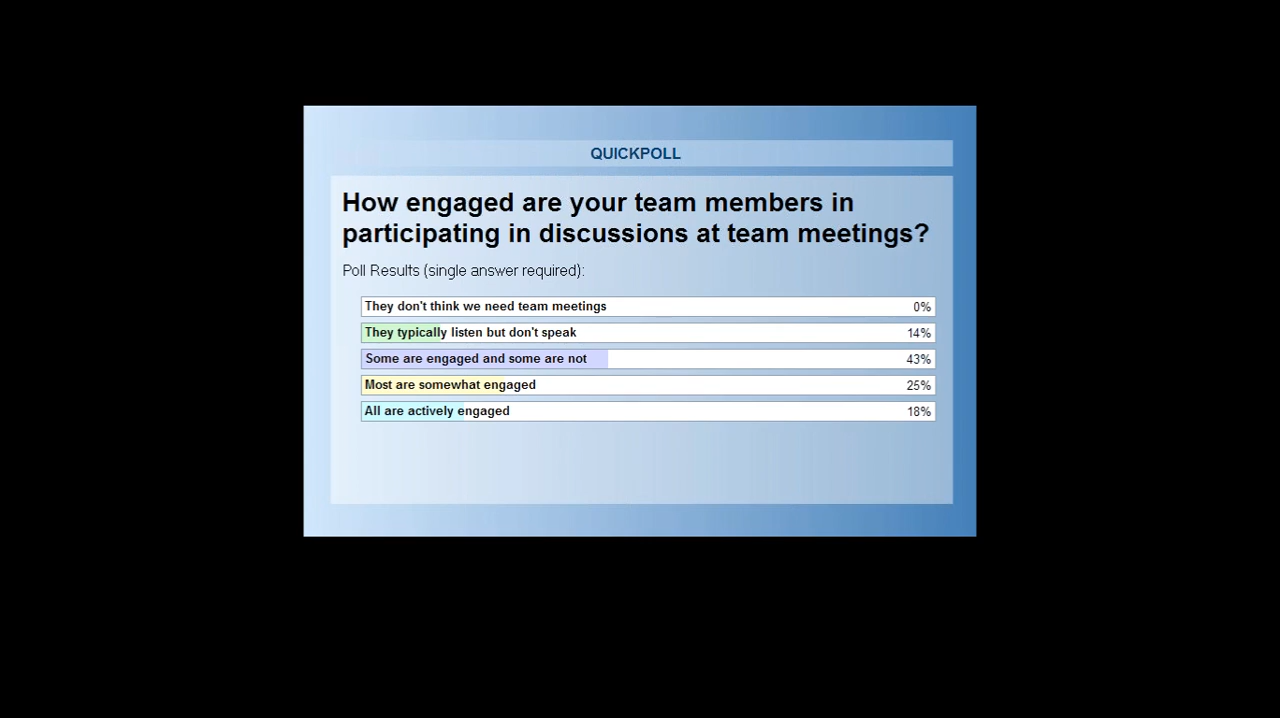 QUICKPOLL
How engaged are your team members in
participating in discussions at team meetings?
Poll Results (single answer required):
They don't think we need team meetings 0%
They typically listen but don't speak 14%
Some are engaged and some are not 43%
Most are somewhat engaged 25%
All are actively engaged 18%